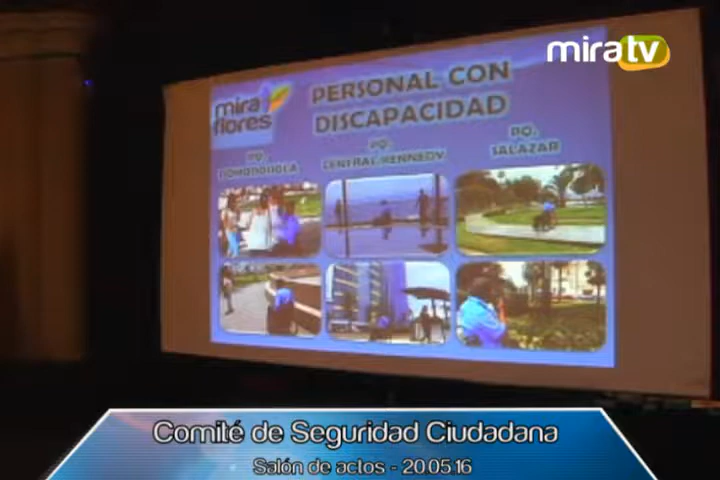 miratv
mira
flores
PERSONAL CON
DISCAPACIDAD
PQ.
PQ.
CENTRAL KENNEDY
PQ.
SALAZAR
Comité de Seguridad Ciudadana
Salón de actos - 20.05.16